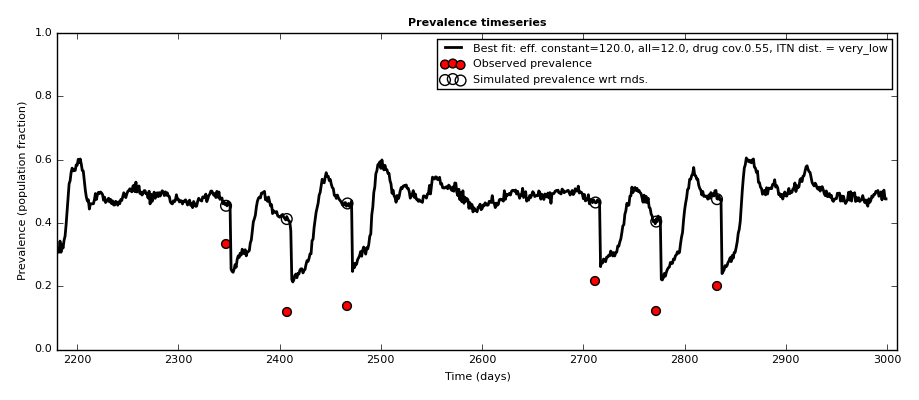 Prevalence timeseries
Best fit: eff. constant=120.0, all=12.0, drug cov.0.55, ITN dist. = very_low
Observed prevalence
Simulated prevalence wrt rnds.
Prevalence (population fraction)
1.0
0.8
0.6
0.4
0.2
0.0
2200 2300 2400 2500 2600 2700 2800 2900 3000
Time (days)